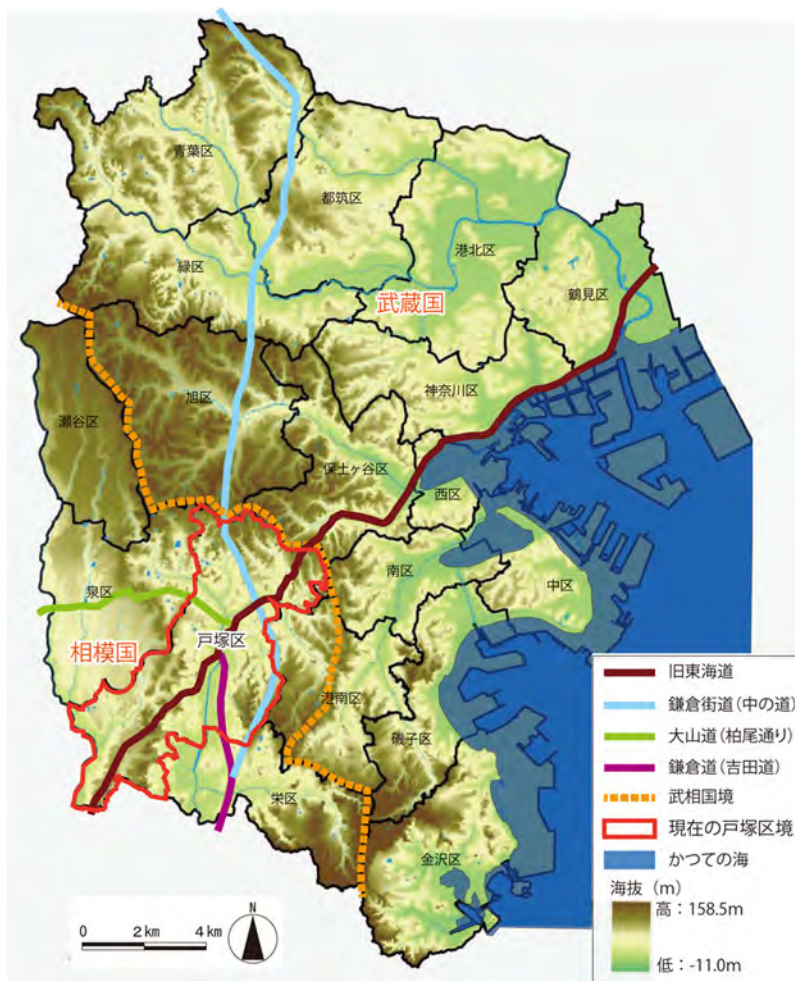 青葉区
都筑区
港北区
緑区
武蔵国
鶴見区
神奈川区
旭区
瀬谷区
保土ヶ谷区
西区
南区
中区
泉区
戸塚区
相模国
港南区
磯子区
栄区
金沢区
旧東海道
鎌倉街道(中の道)
大山道(柏尾通り)
鎌倉道(吉田道)
武相国境
現在の戸塚区境
かつての海
海抜(m)
高:158.5m
低:-11.0m
N
0 2 km 4 km